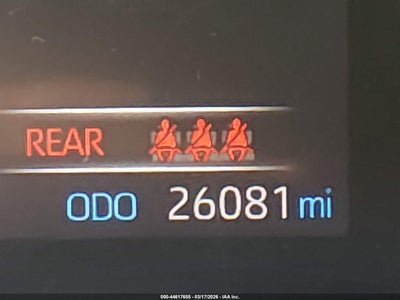 REAR
ODO 26081 mi
000-44617655 - 03/17/2026 - IAA Inc.